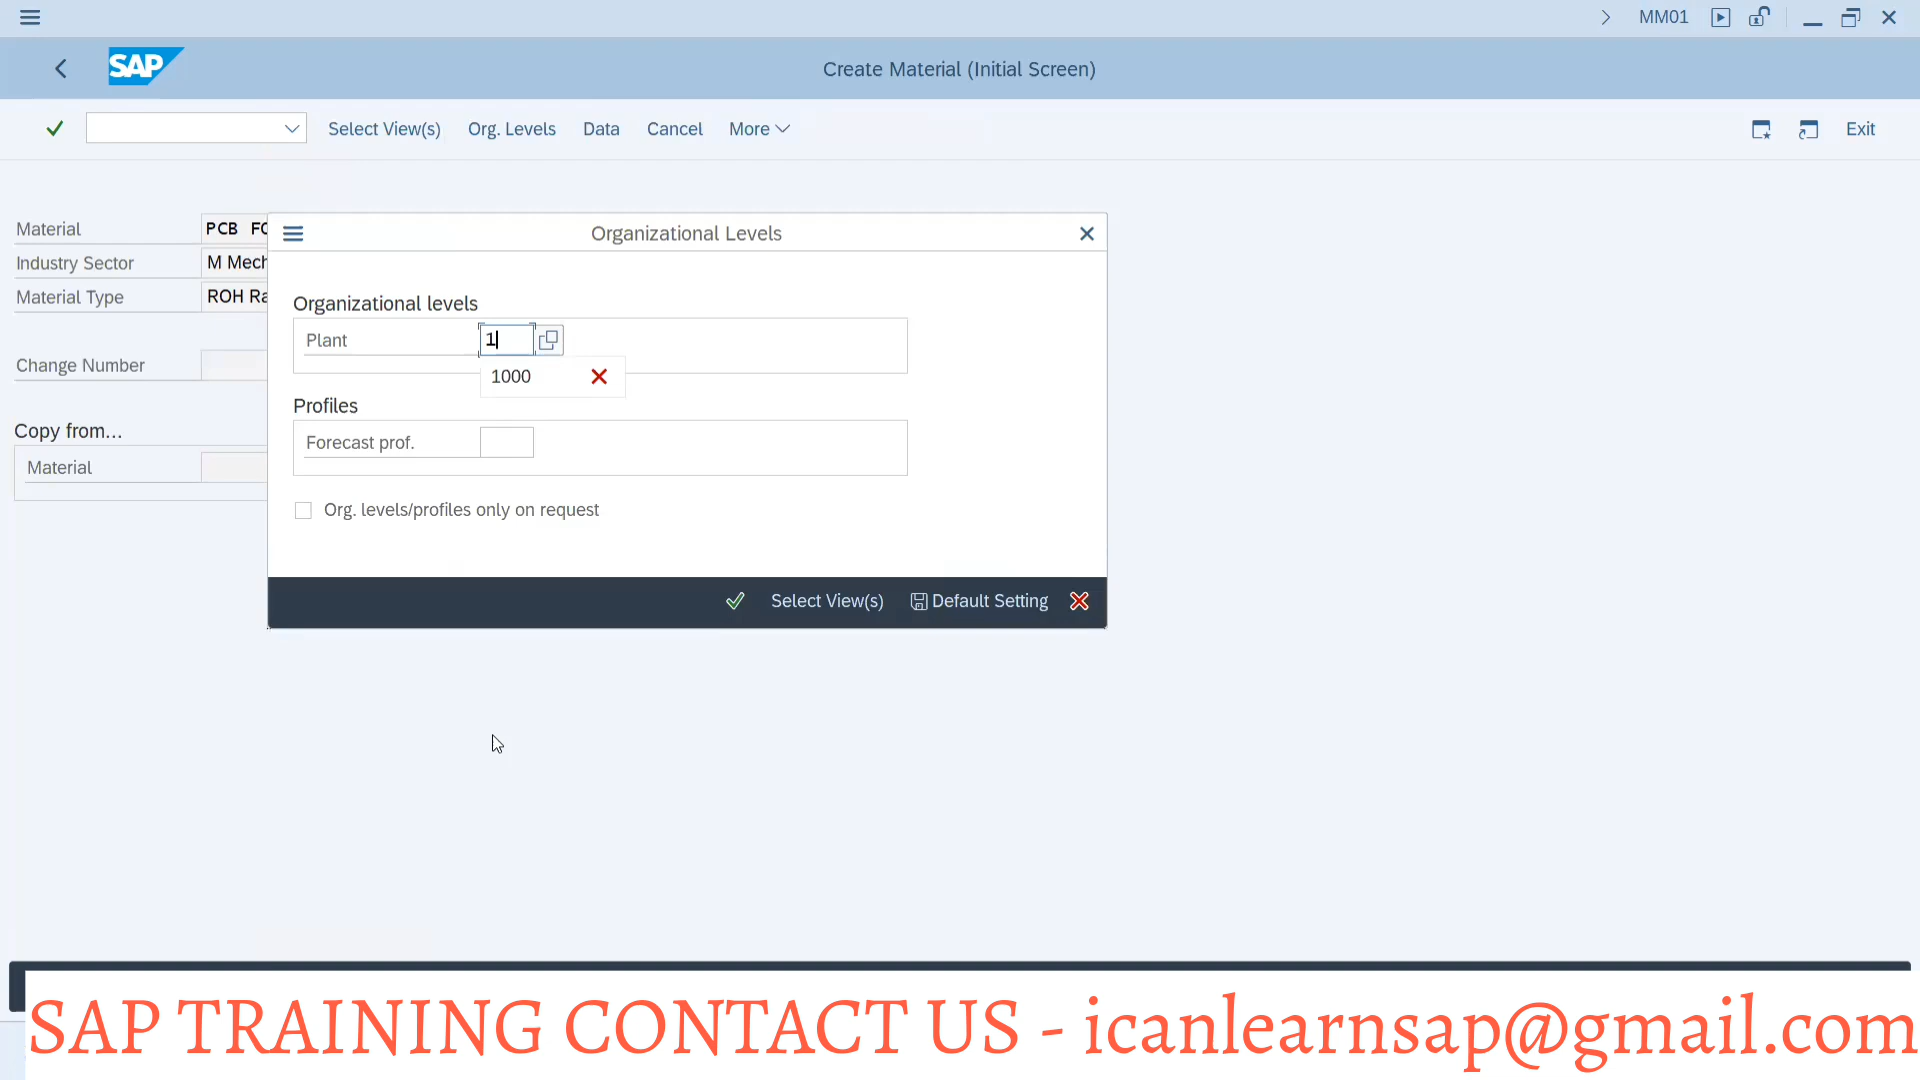 MM01
SAP
Create Material (Initial Screen)
Select View(s) Org. Levels Data Cancel More Exit
Material PCB FO
Industry Sector M Mech
Material Type ROH Ra
Change Number
Copy from...
Material
Organizational Levels
Organizational levels
Plant 1
1000
Profiles
Forecast prof.
Org. levels/profiles only on request
Select View(s) Default Setting
SAP TRAINING CONTACT US - icanlearnsap@gmail.com